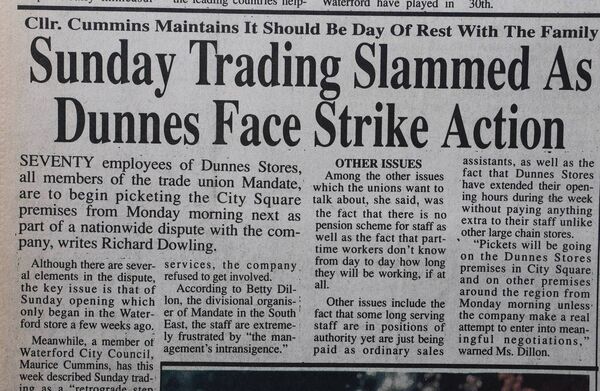 Waterford have played in 30th.
Cllr. Cummins Maintains It Should Be Day Of Rest With The Family
Sunday Trading Slammed As
Dunnes Face Strike Action
SEVENTY employees of Dunnes Stores,
all members of the trade union Mandate,
are to begin picketing the City Square
premises from Monday morning next as
part of a nationwide dispute with the com-
pany, writes Richard Dowling.
Although there are sever-
al elements in the dispute,
the key issue is that of
Sunday opening which
only began in the Water-
ford store a few weeks ago.
Meanwhile, a member of
Waterford City Council,
Maurice Cummins, has this
week described Sunday trad-
ing as a "retrograde step
services, the company
refused to get involved.
According to Betty Dil-
lon, the divisional organis-
er of Mandate in the South
East, the staff are extreme-
ly frustrated by "the man-
agement's intransigence."
OTHER ISSUES
Among the other issues
which the unions want to
talk about, she said, was
the fact that there is no
pension scheme for staff as
well as the fact that part-
time workers don't know
from day to day how long
they will be working, if at
all.
Other issues include the
fact that some long serving
staff are in positions of
authority yet are just being
paid as ordinary sales
assistants, as well as the
fact that Dunnes Stores
have extended their open-
ing hours during the week
without paying anything
extra to their staff unlike
other large chain stores.
"Pickets will be going
on the Dunnes Stores
premises in City Square
and on other premises
around the region from
Monday morning unless
the company make a real
attempt to enter into mean-
ingful negotiations,"
warned Ms. Dillon.